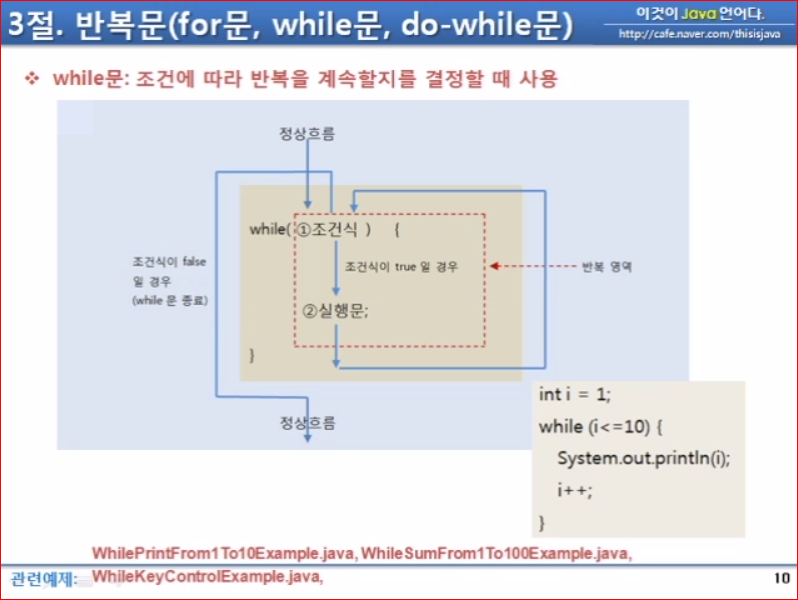 3절. 반복문(for문, while문, do-while문)
이것이 Java 언어다.
http://cafe.naver.com/thisisjava
❖ while문: 조건에 따라 반복을 계속할지를 결정할 때 사용
정상흐름
while( ①조건식 ) {
조건식이 false
일 경우
(while 문 종료)
조건식이 true 일 경우
반복 영역
②실행문;
}
정상흐름
int i = 1;
while (i<=10) {
System.out.println(i);
i++;
}
WhilePrintFrom1To10Example.java, WhileSumFrom1To100Example.java,
관련예제: WhileKeyControlExample.java,
10